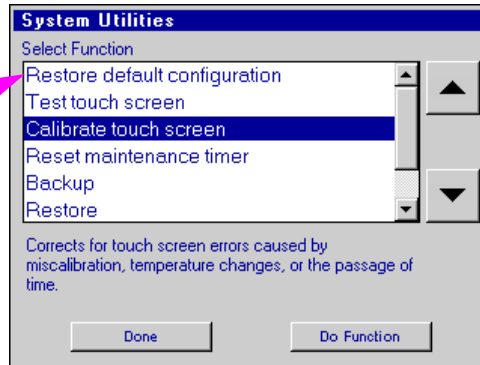 System Utilities
Select Function
Restore default configuration
Test touch screen
Calibrate touch screen
Reset maintenance timer
Backup
Restore
Corrects for touch screen errors caused by
miscalibration, temperature changes, or the passage of
time.
Done
Do Function